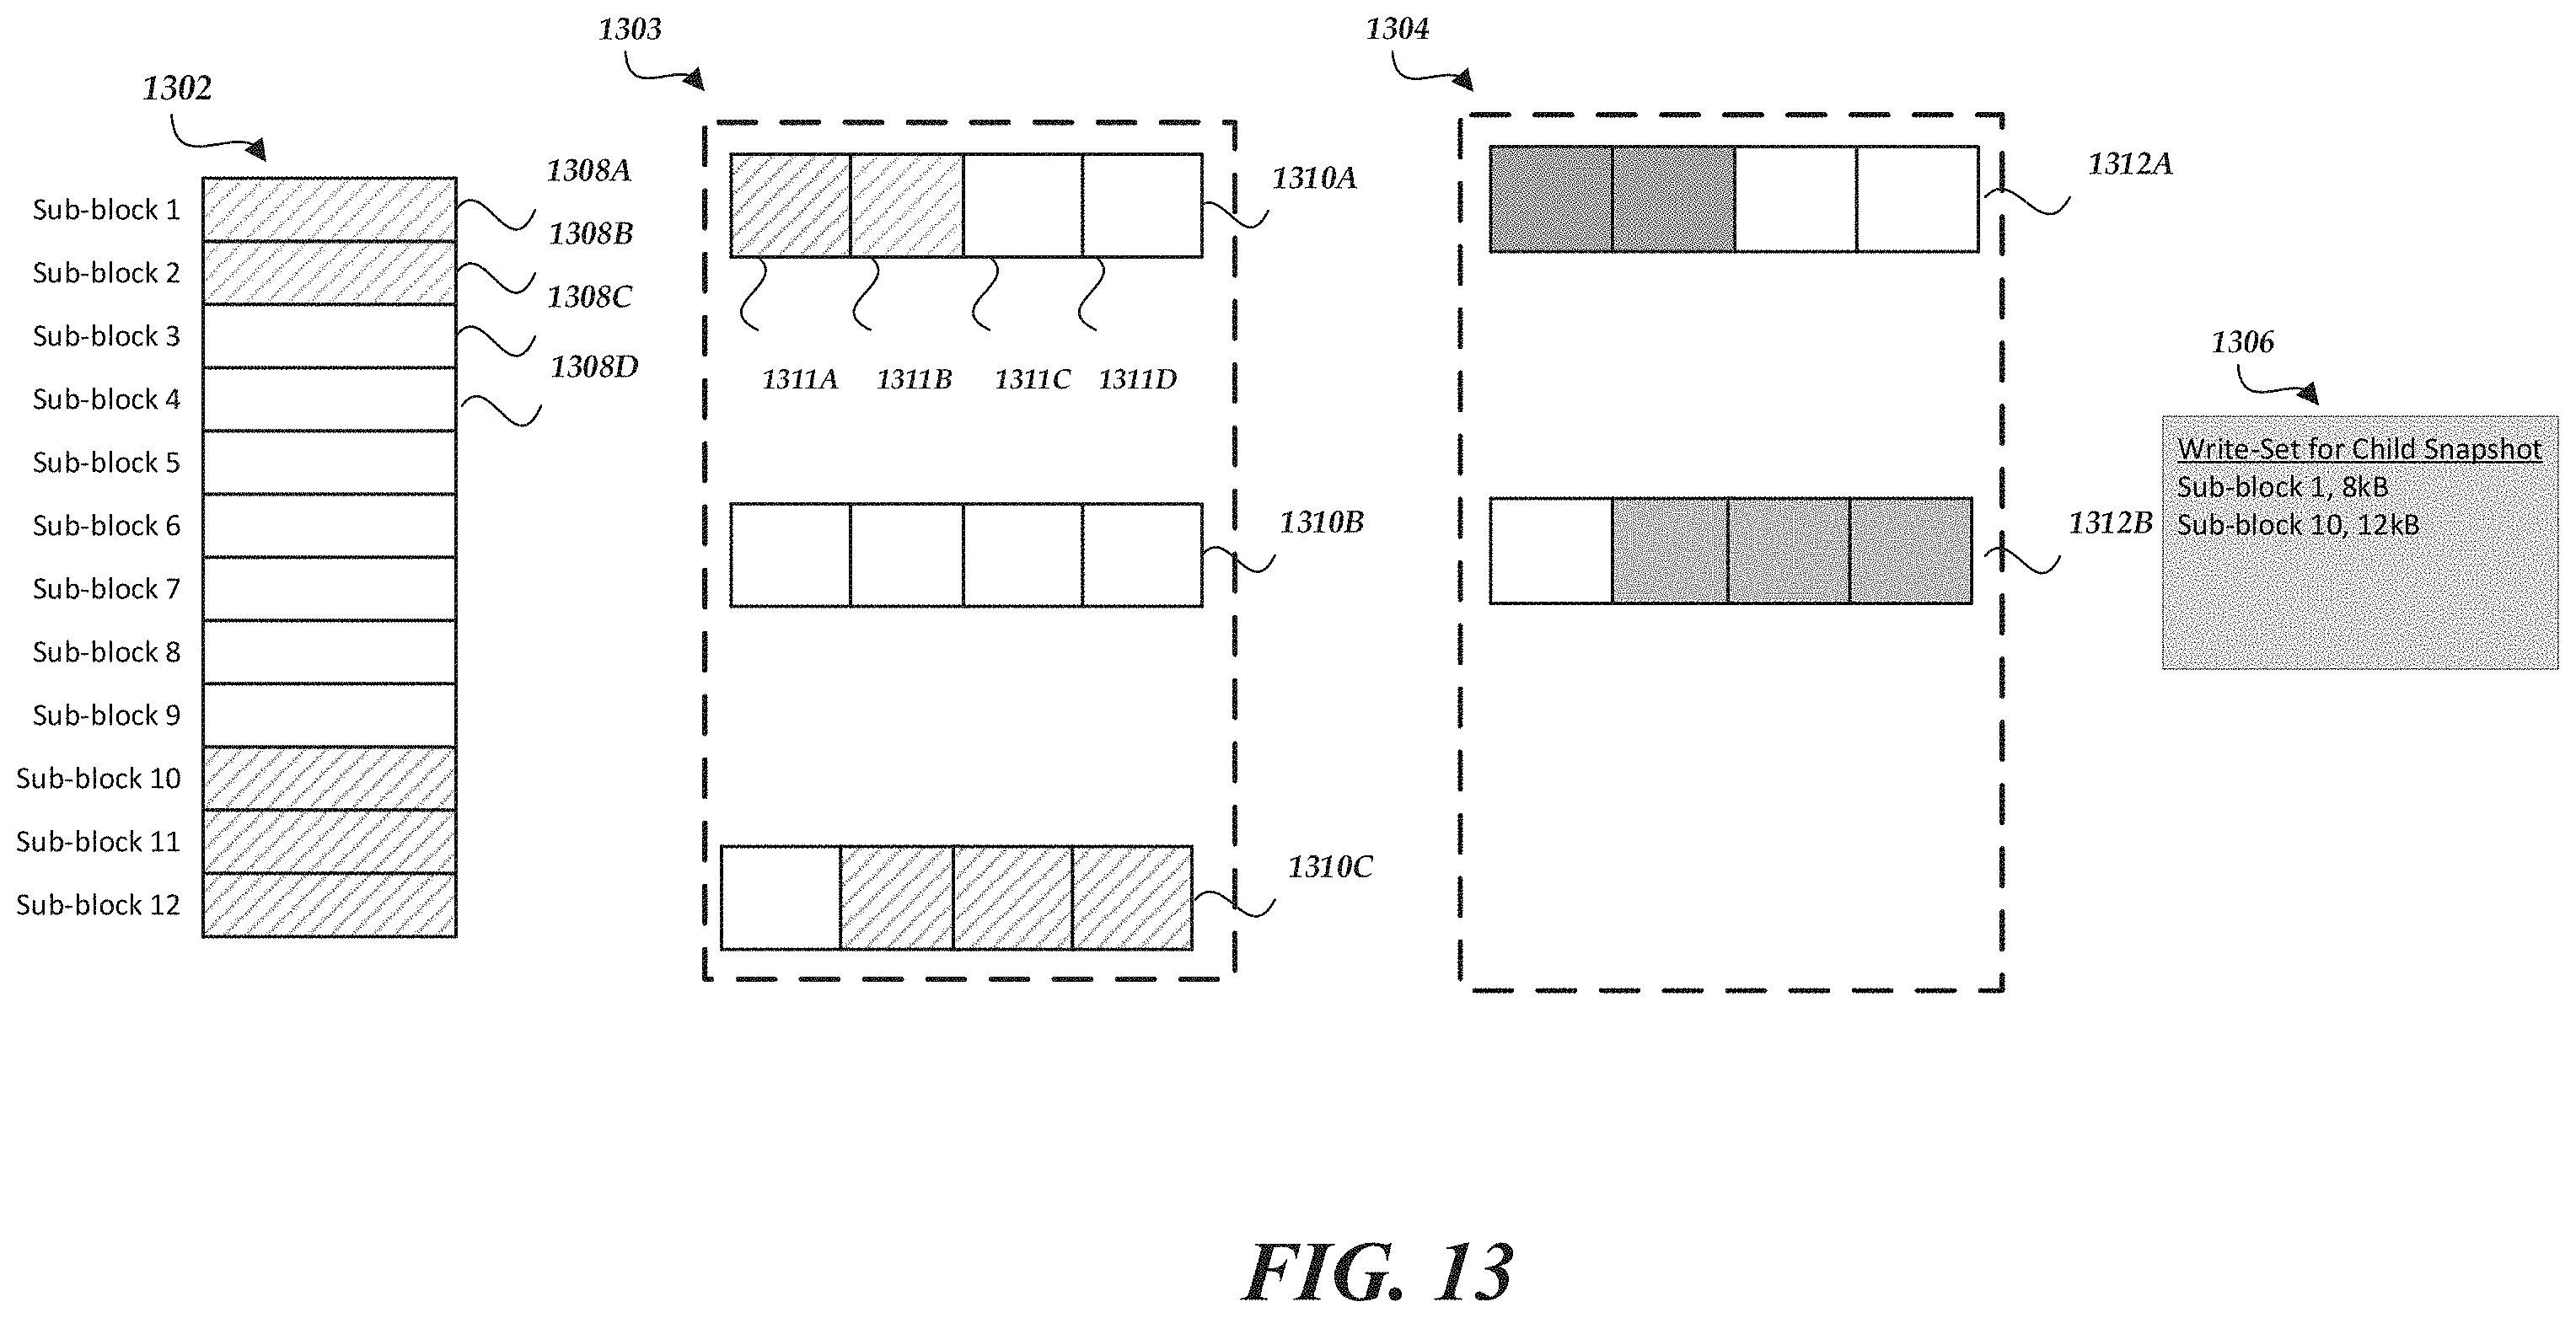 1303
1304
1302
1308A
Sub-block 1
1310A
1312A
1308B
Sub-block 2
1308C
Sub-block 3
1306
1308D
1311A 1311B 1311C 1311D
Sub-block 4
Write-Set for Child Snapshot
Sub-block 5
Sub-block 1, 8kB
Sub-block 6
1310B
1312B
Sub-block 10, 12kB
Sub-block 7
Sub-block 8
Sub-block 9
Sub-block 10
Sub-block 11
1310C
Sub-block 12
FIG. 13